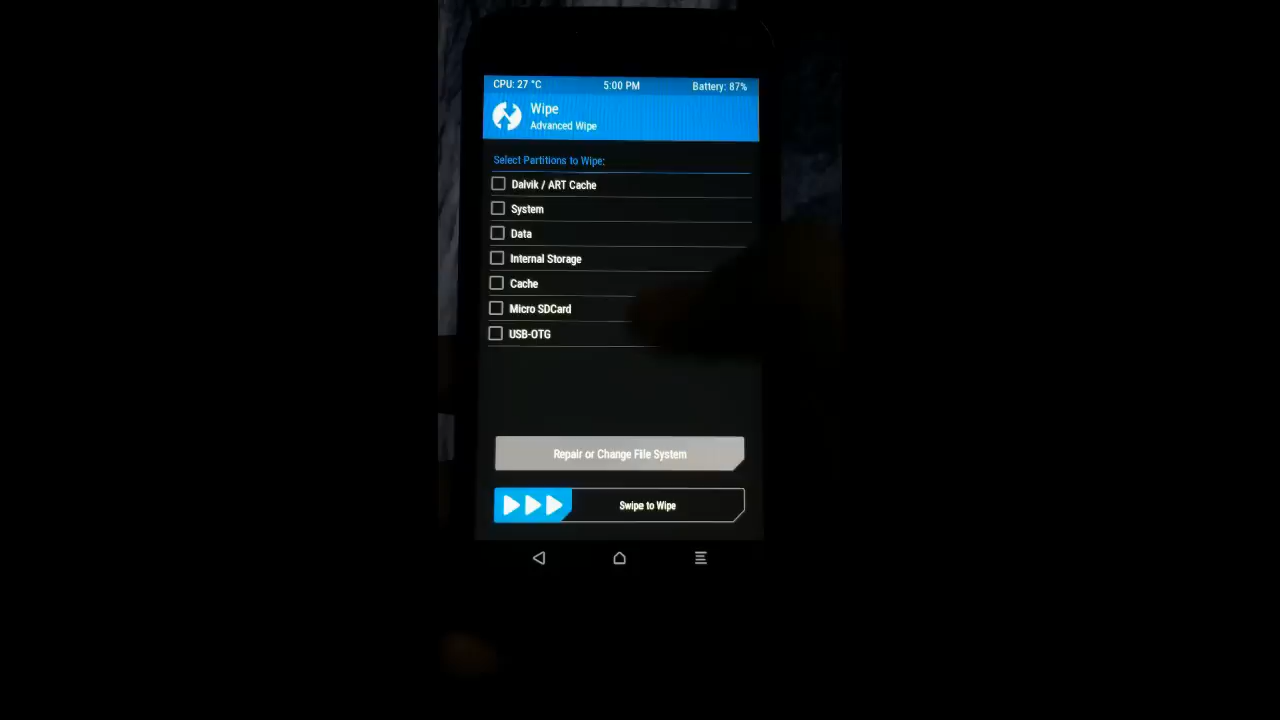 CPU: 27 °C 5:00 PM Battery: 87%
Wipe
Advanced Wipe
Select Partitions to Wipe:
Dalvik / ART Cache
System
Data
Internal Storage
Cache
Micro SDCard
USB-OTG
Repair or Change File System
Swipe to Wipe